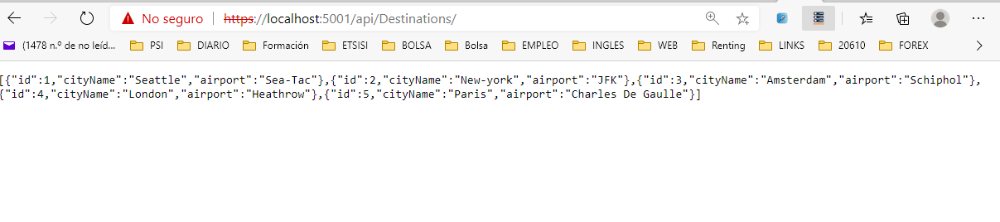 No seguro | https://localhost:5001/api/Destinations/
(1478 n.º de no leíd... PSI DIARIO Formación ETSISI BOLSA Bolsa EMPLEO INGLES WEB Renting LINKS 20610 FOREX
[{"id":1,"cityName":"Seattle","airport":"Sea-Tac"},{"id":2,"cityName":"New-york","airport":"JFK"},{"id":3,"cityName":"Amsterdam","airport":"Schiphol"},
{"id":4,"cityName":"London","airport":"Heathrow"},{"id":5,"cityName":"Paris","airport":"Charles De Gaulle"}]